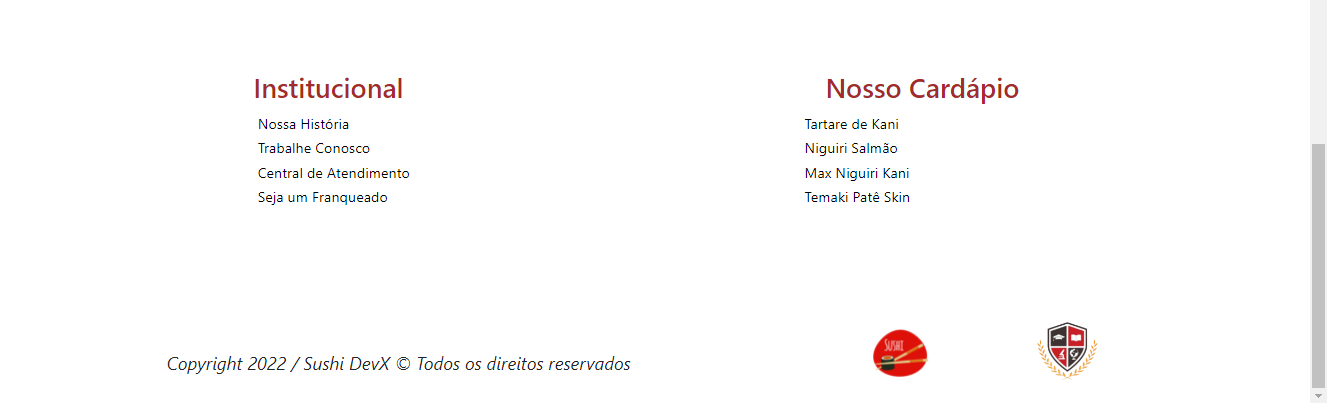 Institucional
Nossa História
Trabalhe Conosco
Central de Atendimento
Seja um Franqueado
Nosso Cardápio
Tartare de Kani
Niguiri Salmão
Max Niguiri Kani
Temaki Patê Skin
Copyright 2022 / Sushi DevX © Todos os direitos reservados
SUSHI